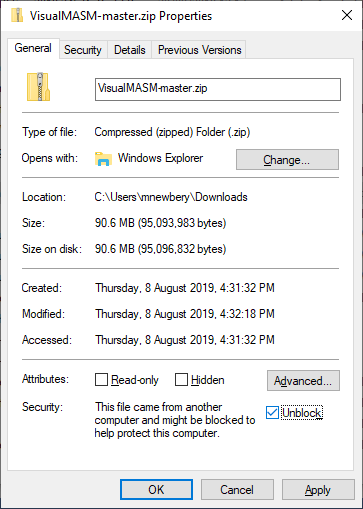 VisualMASM-master.zip Properties
General Security Details Previous Versions
VisualMASM-master.zip
Type of file: Compressed (zipped) Folder (.zip)
Opens with: Windows Explorer Change...
Location: C:\Users\mnewbery\Downloads
Size: 90.6 MB (95,093,983 bytes)
Size on disk: 90.6 MB (95,096,832 bytes)
Created: Thursday, 8 August 2019, 4:31:32 PM
Modified: Thursday, 8 August 2019, 4:32:18 PM
Accessed: Thursday, 8 August 2019, 4:31:32 PM
Attributes: Read-only Hidden Advanced...
Security: This file came from another
computer and might be blocked to
help protect this computer.
Unblock
OK Cancel Apply